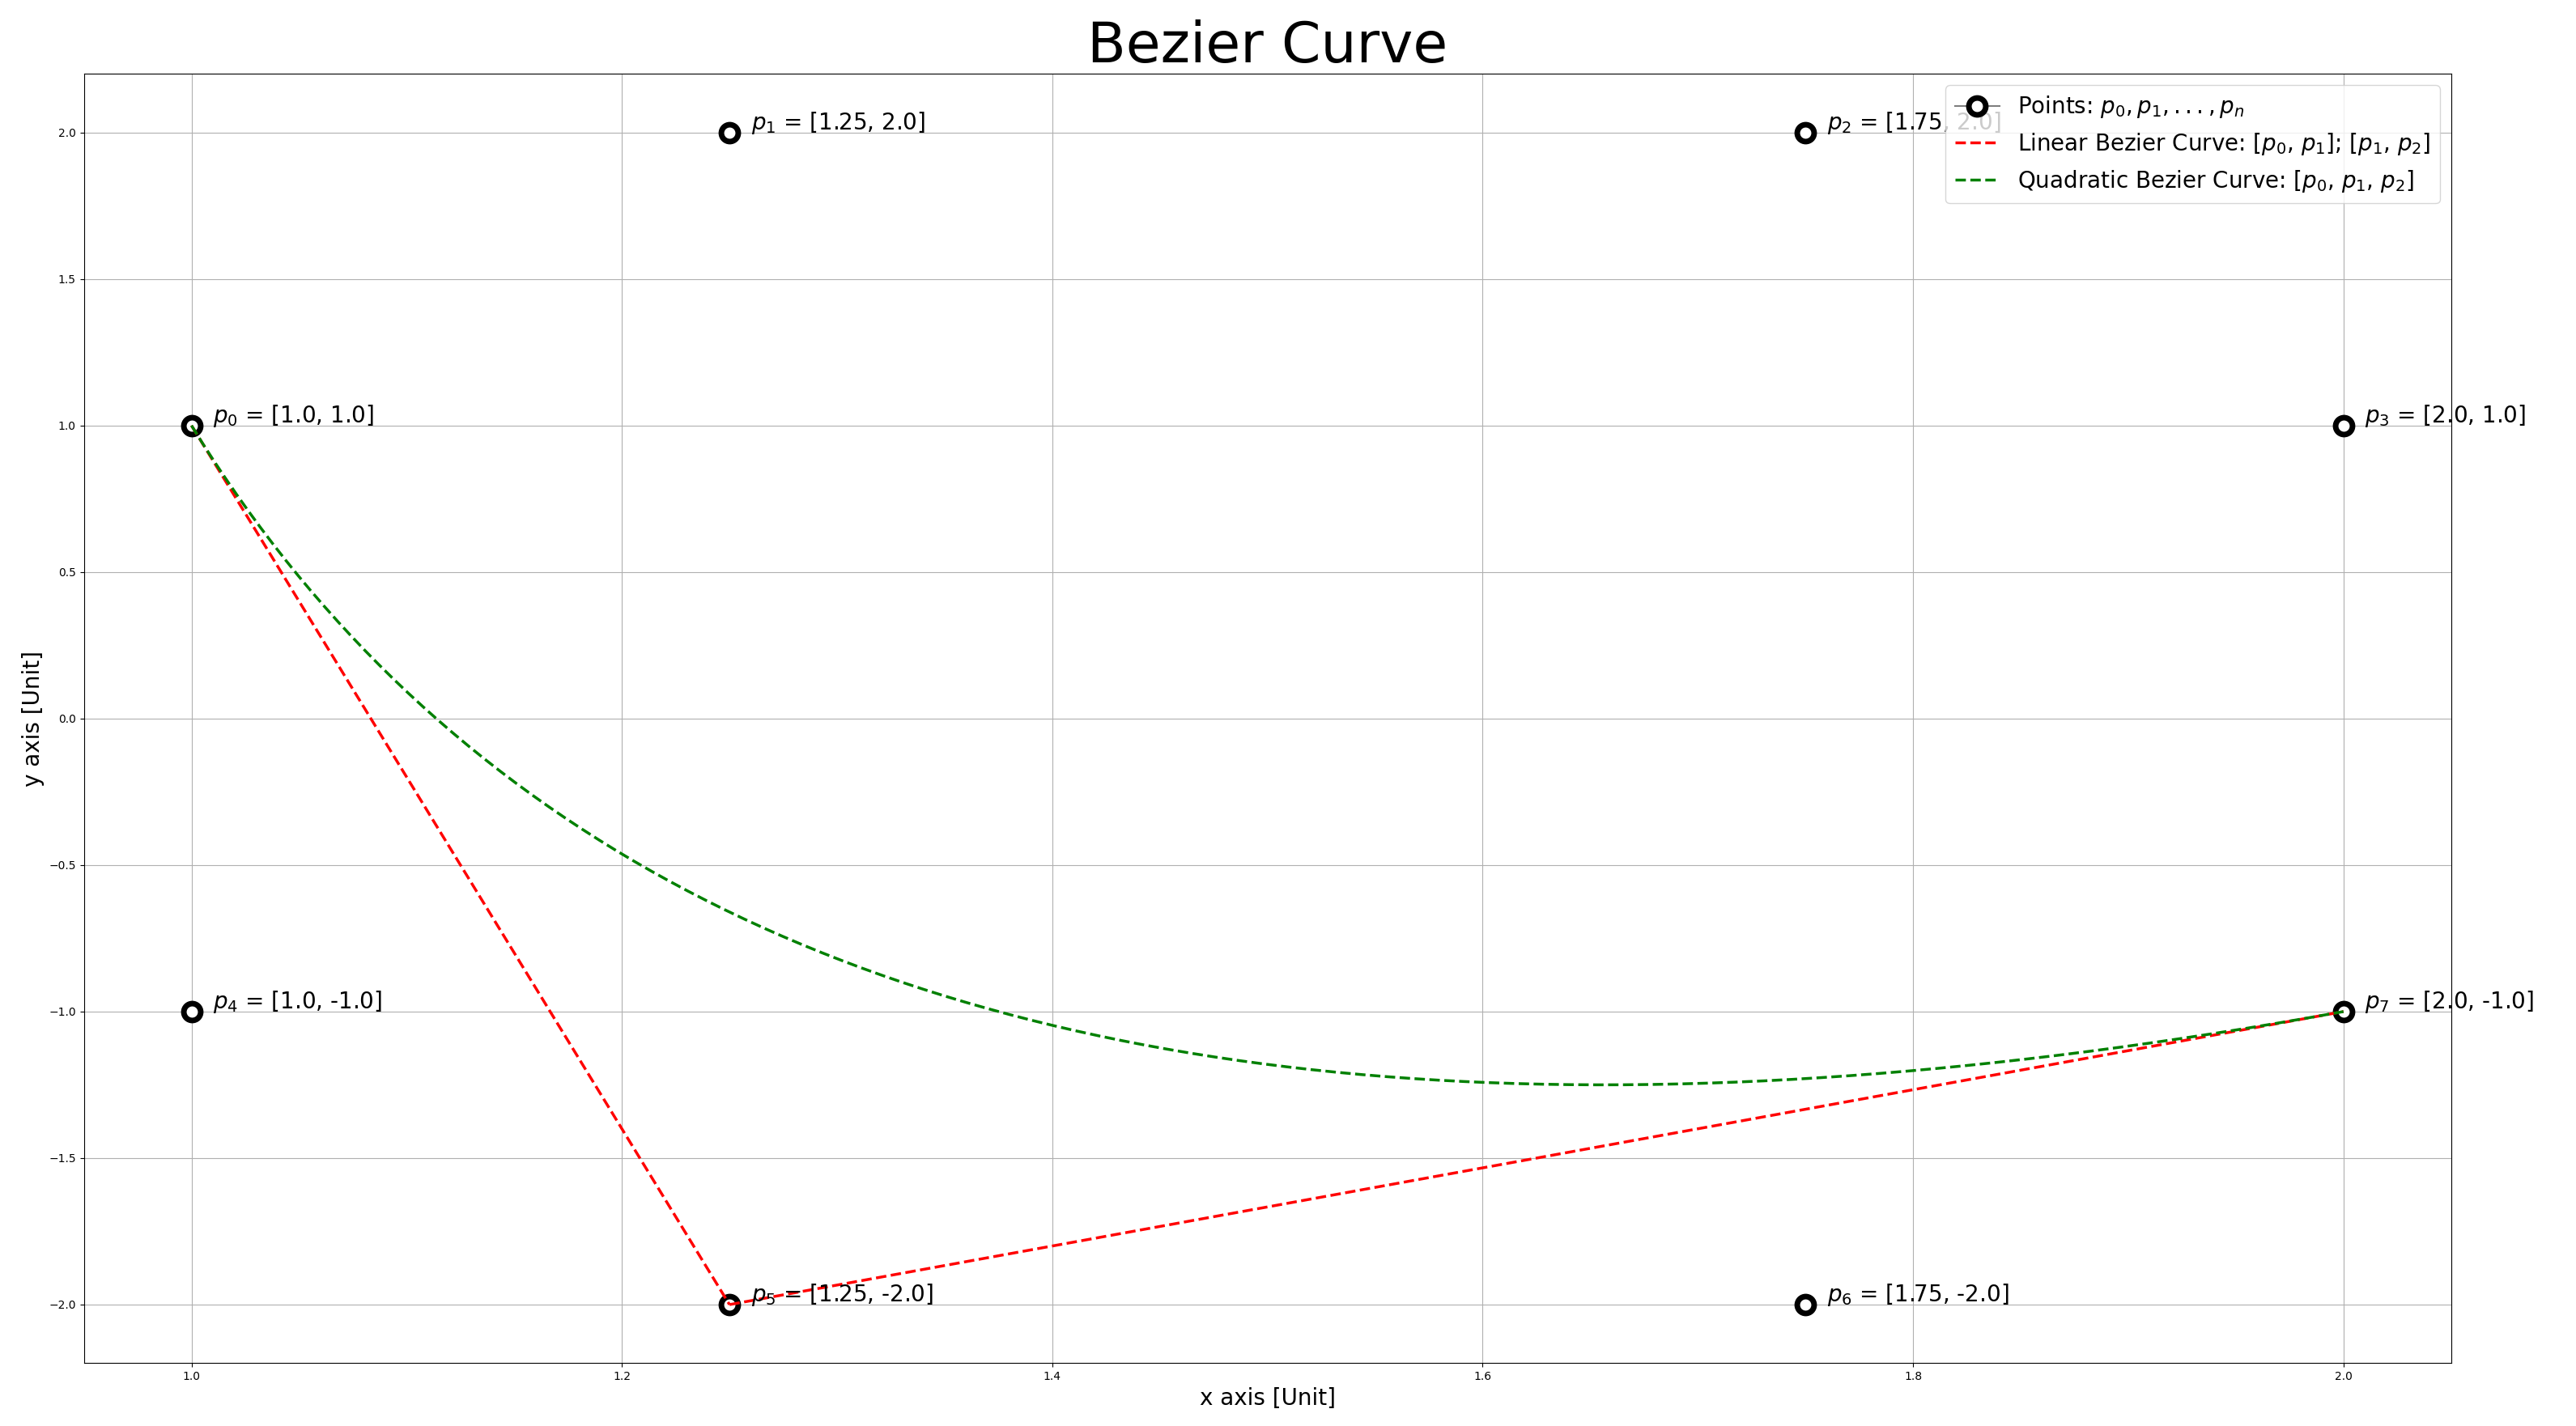 Bezier Curve
2.0
1.5
1.0
0.5
0.0
−0.5
−1.0
−1.5
−2.0
y axis [Unit]
p₁ = [1.25, 2.0]
p₂ = [1.75, 2.0]
Points: p₀, p₁, . . . , pₙ
Linear Bezier Curve: [p₀, p₁]; [p₁, p₂]
Quadratic Bezier Curve: [p₀, p₁, p₂]
p₀ = [1.0, 1.0]
p₃ = [2.0, 1.0]
p₄ = [1.0, -1.0]
p₇ = [2.0, -1.0]
p₅ = [1.25, -2.0]
p₆ = [1.75, -2.0]
1.0 1.2 1.4 1.6 1.8 2.0
x axis [Unit]